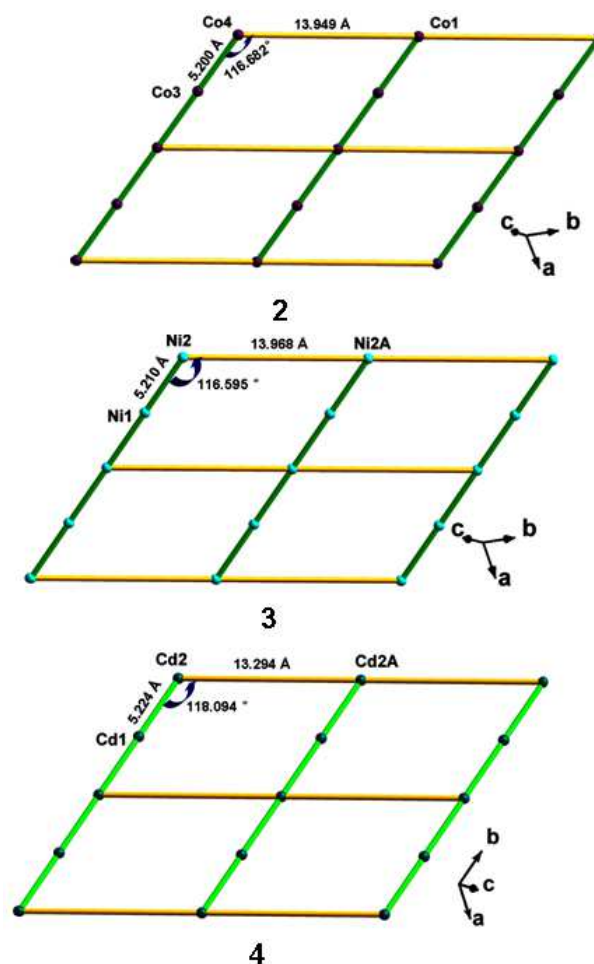 Co4 13.949 Å Co1
5.200 Å
116.682°
Co3
c b
a
2
Ni2 13.968 Å Ni2A
5.210 Å
116.595 °
Ni1
c b
a
3
Cd2 13.294 Å Cd2A
5.224 Å
118.094 °
Cd1
b
c
a
4